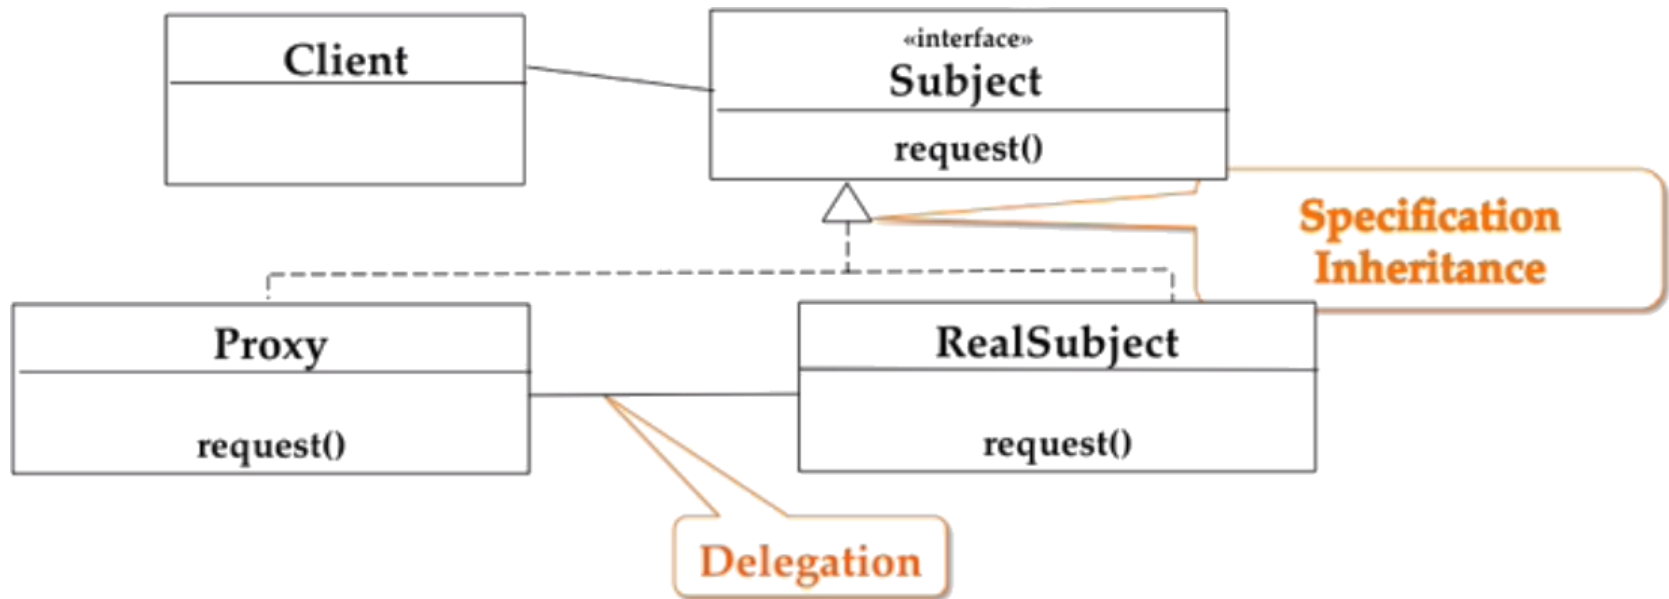 Client
«interface»
Subject
request()
Specification
Inheritance
Proxy
request()
RealSubject
request()
Delegation